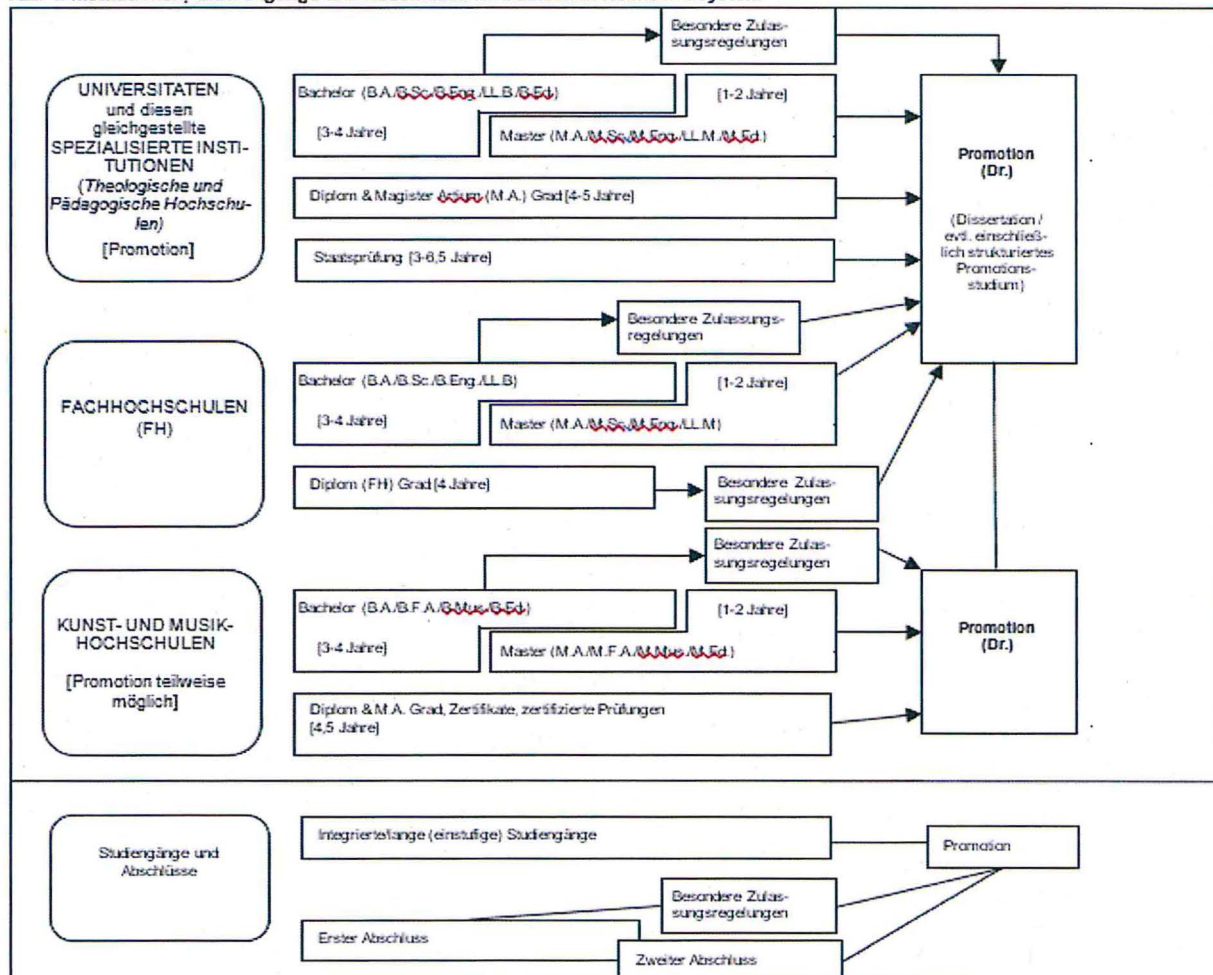 Besondere Zulas-
sungsregelungen
UNIVERSITÄTEN
und diesen
gleichgestellte
SPEZIALISIERTE INSTI-
TUTIONEN
(Theologische und
Pädagogische Hochschu-
len)
[Promotion]
Bachelor (B.A./B.Sc./B.Eng./LL.B./B.Ed.)
[3-4 Jahre]
[1-2 Jahre]
Master (M.A./M.Sc./M.Eng./LL.M./M.Ed.)
Diplom & Magister Artium (M.A.) Grad [4-5 Jahre]
Staatsprüfung [3-6,5 Jahre]
Promotion
(Dr.)
(Dissertation /
evtl. einschließ-
lich strukturiertes
Promotions-
studium)
FACHHOCHSCHULEN
(FH)
Besondere Zulassungs-
regelungen
Bachelor (B.A./B.Sc./B.Eng./LL.B)
[3-4 Jahre]
[1-2 Jahre]
Master (M.A./M.Sc./M.Eng./LL.M)
Diplom (FH) Grad [4 Jahre]
Besondere Zulas-
sungsregelungen
KUNST- UND MUSIK-
HOCHSCHULEN
[Promotion teilweise
möglich]
Besondere Zulas-
sungsregelungen
Bachelor (B.A./B.F.A./B.Mus./B.Ed.)
[3-4 Jahre]
[1-2 Jahre]
Master (M.A./M.F.A./M.Mus./M.Ed.)
Diplom & M.A. Grad, Zertifikate, zertifizierte Prüfungen
[4,5 Jahre]
Promotion
(Dr.)
Studiengänge und
Abschlüsse
Integrierte/lange (einstufige) Studiengänge
Promotion
Besondere Zulas-
sungsregelungen
Erster Abschluss
Zweiter Abschluss